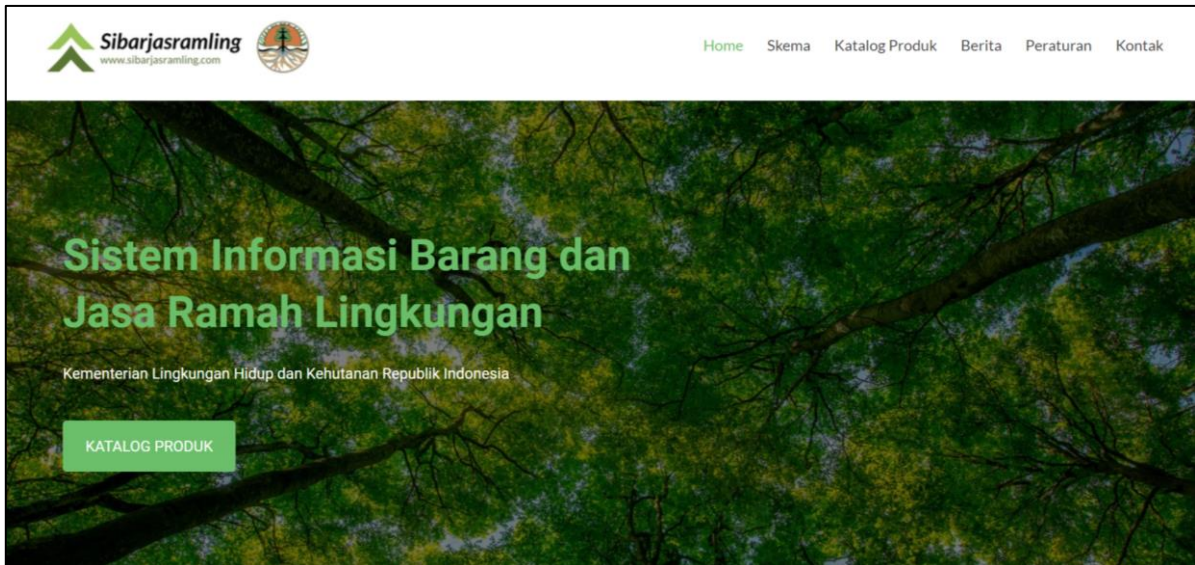 Sibarjasramling
www.sibarjasramling.com
Home Skema Katalog Produk Berita Peraturan Kontak
Sistem Informasi Barang dan
Jasa Ramah Lingkungan
Kementerian Lingkungan Hidup dan Kehutanan Republik Indonesia
KATALOG PRODUK